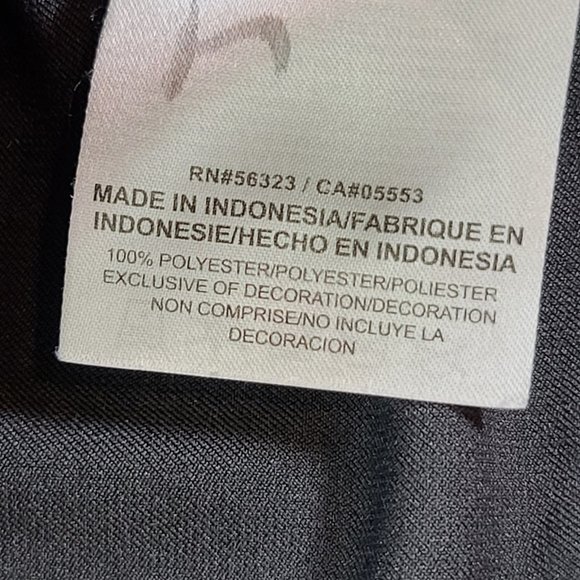 RN#56323 / CA#05553
MADE IN INDONESIA/FABRIQUE EN
INDONESIE/HECHO EN INDONESIA
100% POLYESTER/POLYESTER/POLIESTER
EXCLUSIVE OF DECORATION/DECORATION
NON COMPRISE/NO INCLUYE LA
DECORACION